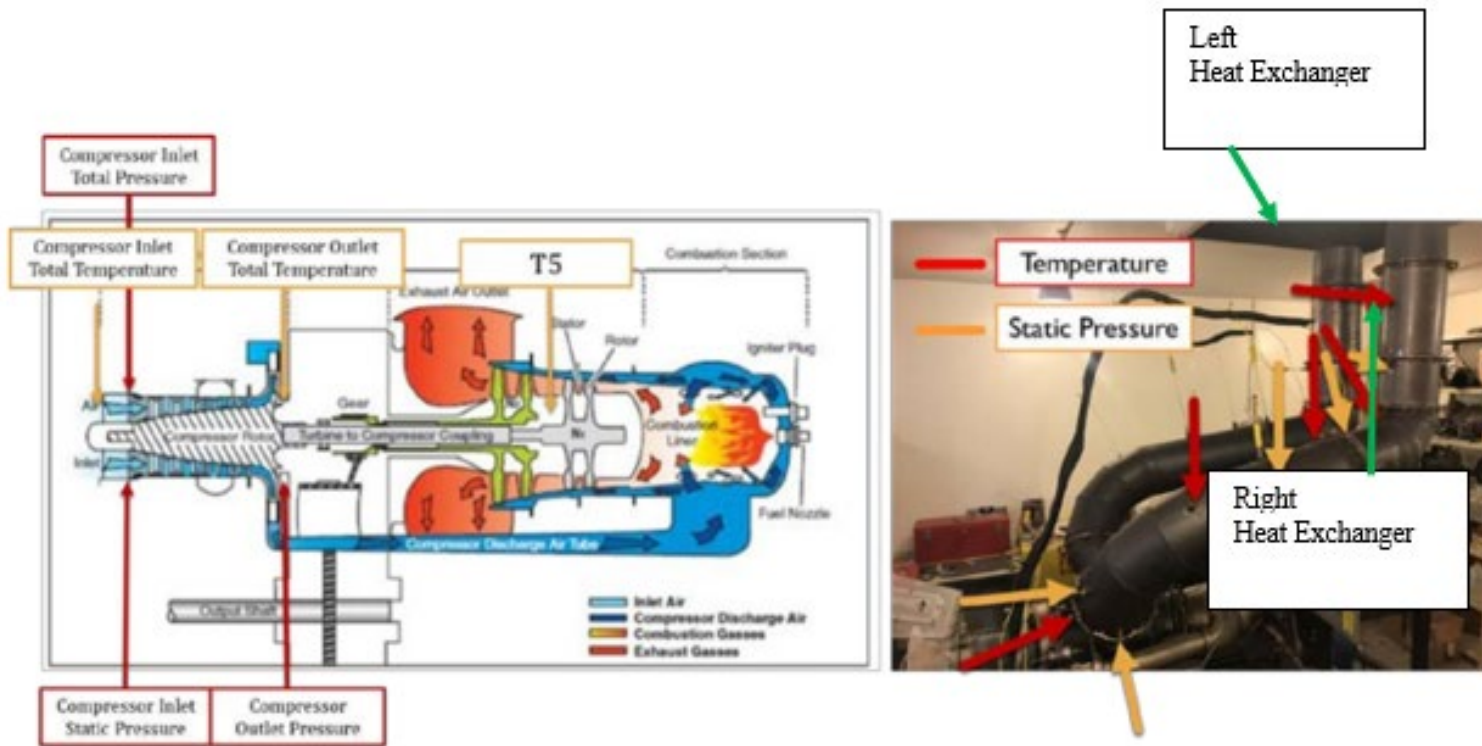 Left
Heat Exchanger
Compressor Inlet
Total Pressure
Compressor Inlet
Total Temperature
Compressor Outlet
Total Temperature
T5
Combustion Section
Temperature
Static Pressure
Exhaust Air Outlet
Stator
Rotor
Igniter Plug
Gear
Air
Compressor Rotor
Turbine to Compressor Coupling
N₁
Combustion
Liner
Inlet
Fuel Nozzle
Right
Heat Exchanger
Compressor Discharge Air Tube
Output Shaft
Inlet Air
Compressor Discharge Air
Combustion Gasses
Exhaust Gasses
Compressor Inlet
Static Pressure
Compressor
Outlet Pressure